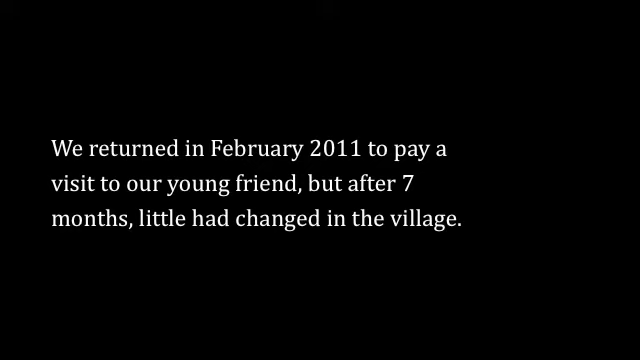 We returned in February 2011 to pay a
visit to our young friend, but after 7
months, little had changed in the village.